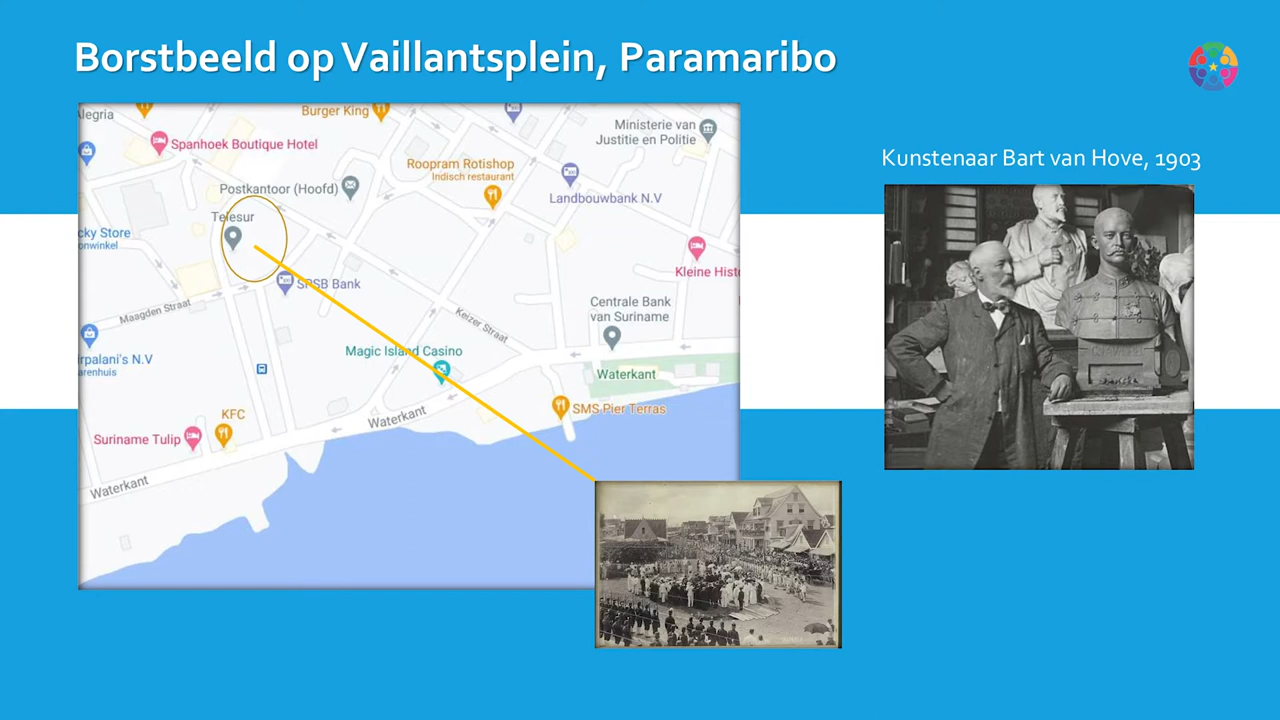 Borstbeeld op Vaillantsplein, Paramaribo
Kunstenaar Bart van Hove, 1903
Alegria
Burger King
Ministerie van
Justitie en Politie
Spanhoek Boutique Hotel
Roopram Rotishop
Indisch restaurant
Postkantoor (Hoofd)
Landbouwbank N.V
Telesur
cky Store
onwinkel
Kleine Hist
SPSB Bank
Maagden Straat
Centrale Bank
van Suriname
Keizer Straat
irpalani's N.V
arenhuis
Magic Island Casino
Waterkant
KFC
Waterkant
SMS Pier Terras
Suriname Tulip
Waterkant